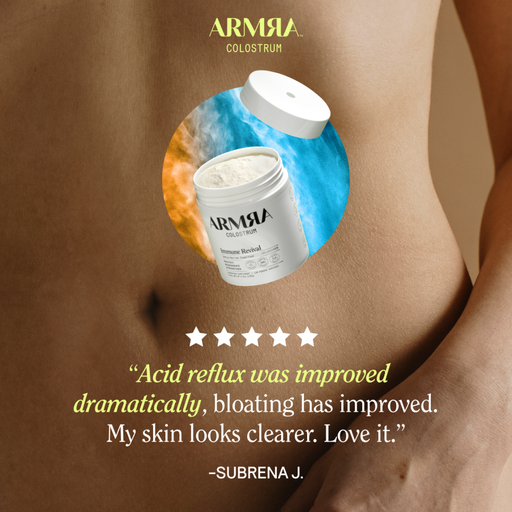 ARMRA™
COLOSTRUM
ARMRA
COLOSTRUM
Immune Revival
“Acid reflux was improved
dramatically, bloating has improved.
My skin looks clearer. Love it.”
–SUBRENA J.